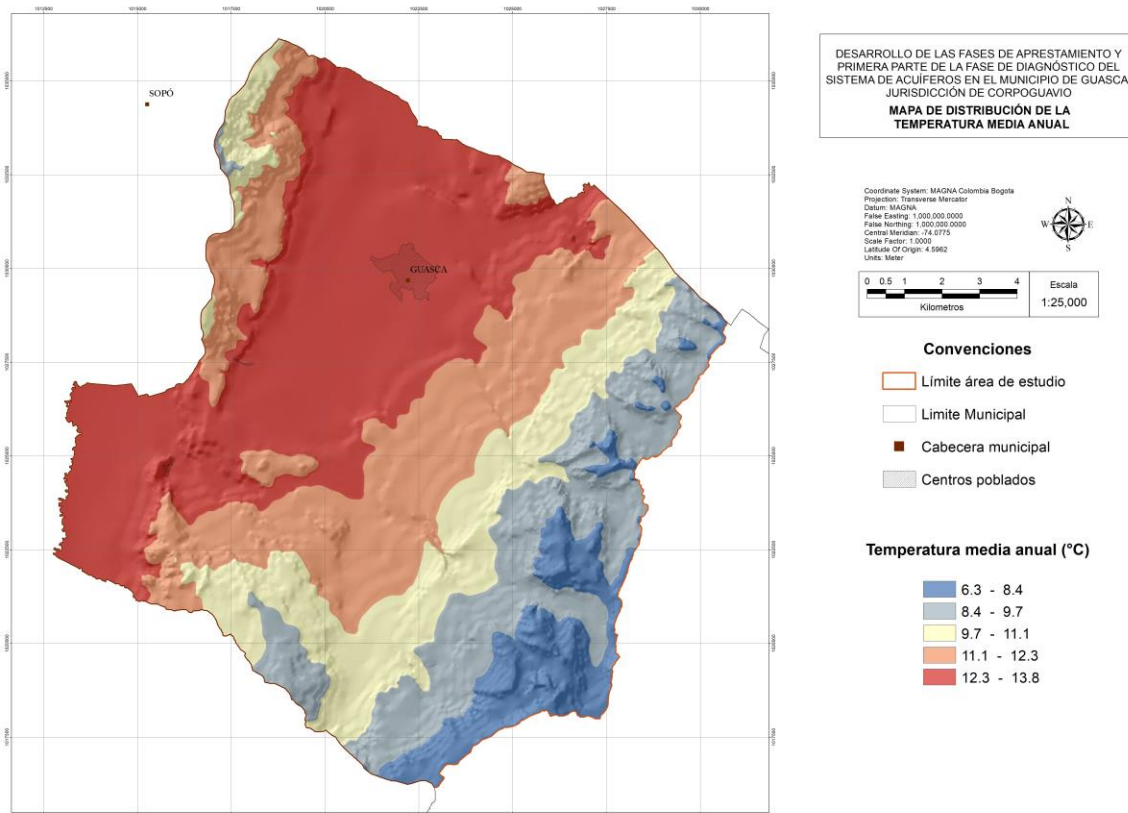 SOPÓ
GUASCA
DESARROLLO DE LAS FASES DE APRESTAMIENTO Y
PRIMERA PARTE DE LA FASE DE DIAGNÓSTICO DEL
SISTEMA DE ACUÍFEROS EN EL MUNICIPIO DE GUASCA
JURISDICCIÓN DE CORPOGUAVIO
MAPA DE DISTRIBUCIÓN DE LA
TEMPERATURA MEDIA ANUAL
Coordinate System: MAGNA Colombia Bogota
Projection: Transverse Mercator
Datum: MAGNA
False Easting: 1,000,000.0000
False Northing: 1,000,000.0000
Central Meridian: -74.0775
Scale Factor: 1.0000
Latitude Of Origin: 4.5962
Units: Meter
N
W E
S
0 0.5 1 2 3 4
Kilometros
Escala
1:25,000
Convenciones
Límite área de estudio
Limite Municipal
Cabecera municipal
Centros poblados
Temperatura media anual (°C)
6.3 - 8.4
8.4 - 9.7
9.7 - 11.1
11.1 - 12.3
12.3 - 13.8